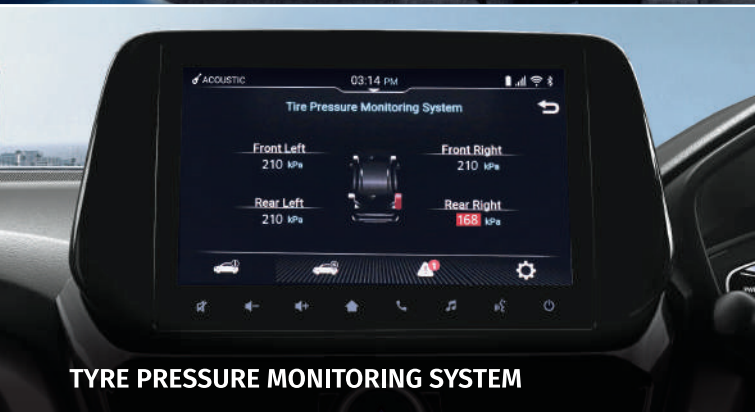 ACOUSTIC
03:14 PM
Tire Pressure Monitoring System
Front Left
210 kPa
Front Right
210 kPa
Rear Left
210 kPa
Rear Right
168 kPa
1
TYRE PRESSURE MONITORING SYSTEM